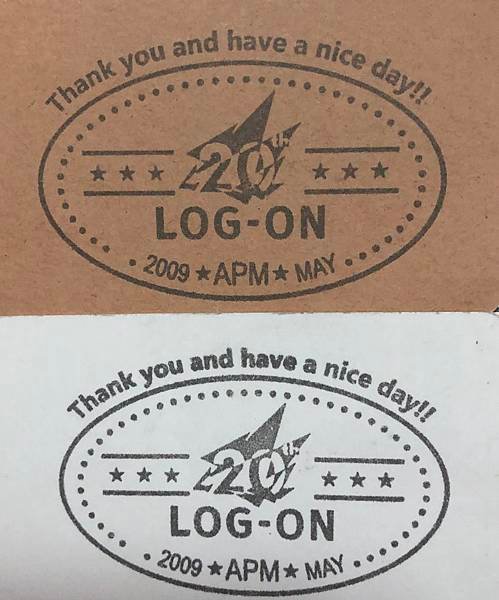 Thank you and have a nice day!!
20th
LOG-ON
2009 ★ APM ★ MAY
Thank you and have a nice day!!
20th
LOG-ON
2009 ★ APM ★ MAY